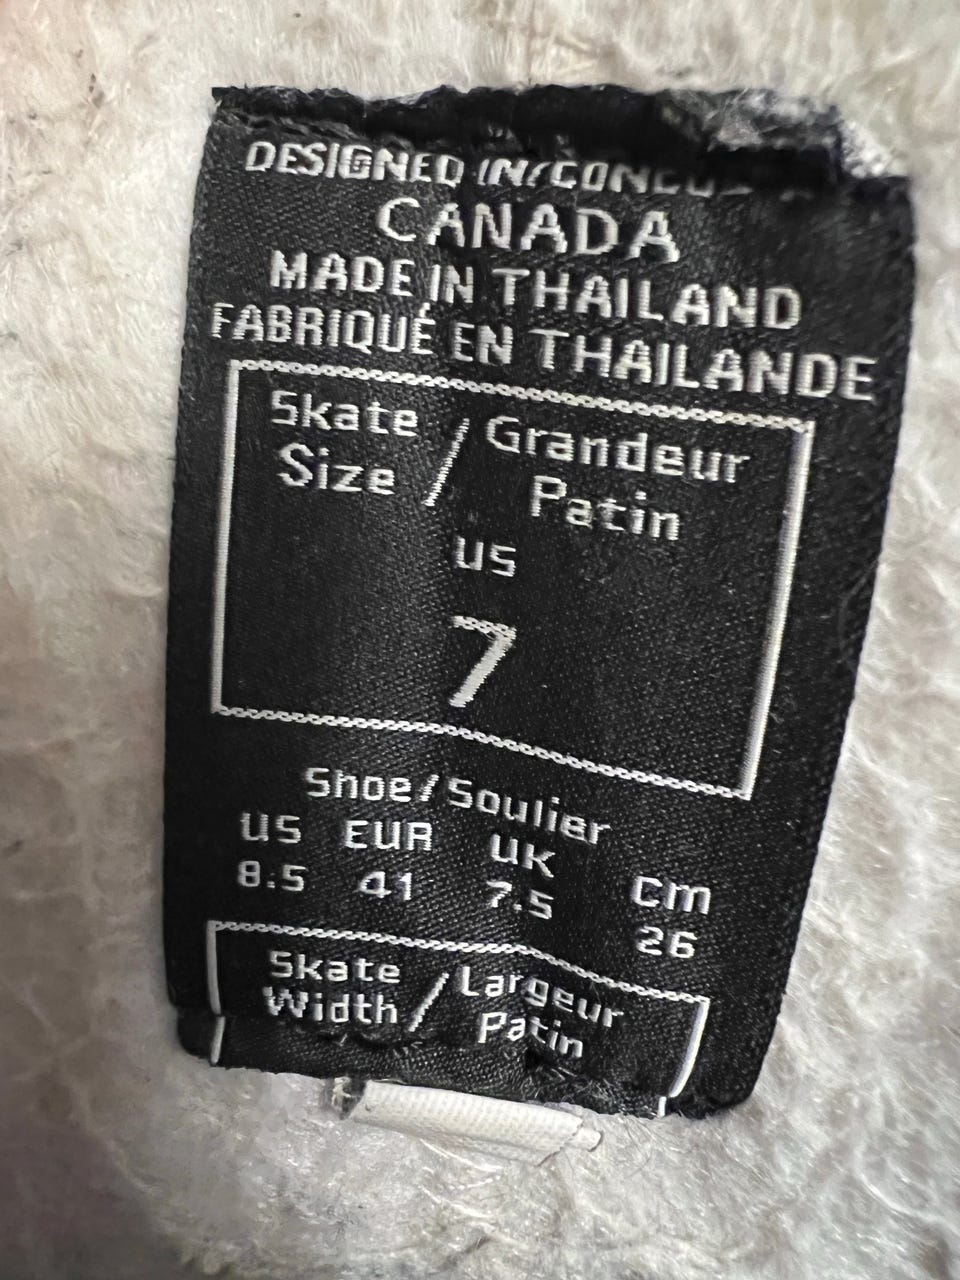 DESIGNED IN/CONÇU
CANADA
MADE IN THAILAND
FABRIQUÉ EN THAILANDE
Skate Size / Grandeur Patin
US
7
Shoe/Soulier
US EUR UK cm
8.5 41 7.5 26
Skate Width / Largeur Patin